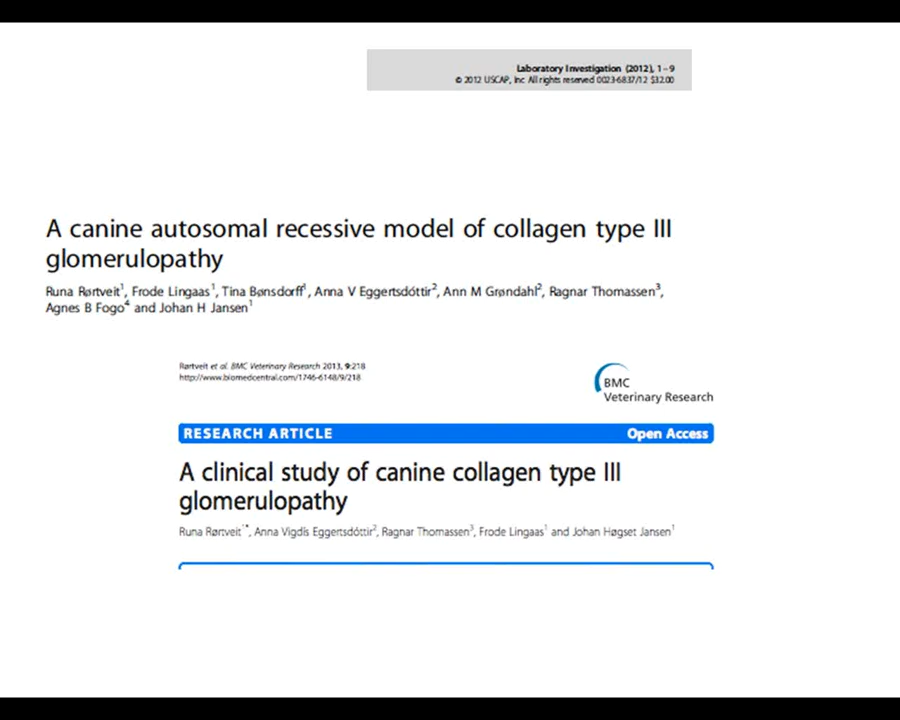 Laboratory Investigation (2012), 1–9
© 2012 USCAP, Inc All rights reserved 0023-6837/12 $32.00
A canine autosomal recessive model of collagen type III
glomerulopathy
Runa Rørtveit1, Frode Lingaas1, Tina Bønsdorff1, Anna V Eggertsdóttir2, Ann M Grøndahl2, Ragnar Thomassen3,
Agnes B Fogo4 and Johan H Jansen1
Rørtveit et al. BMC Veterinary Research 2013, 9:218
http://www.biomedcentral.com/1746-6148/9/218
BMC
Veterinary Research
RESEARCH ARTICLE Open Access
A clinical study of canine collagen type III
glomerulopathy
Runa Rørtveit1*, Anna Vigdís Eggertsdóttir2, Ragnar Thomassen3, Frode Lingaas1 and Johan Høgset Jansen1